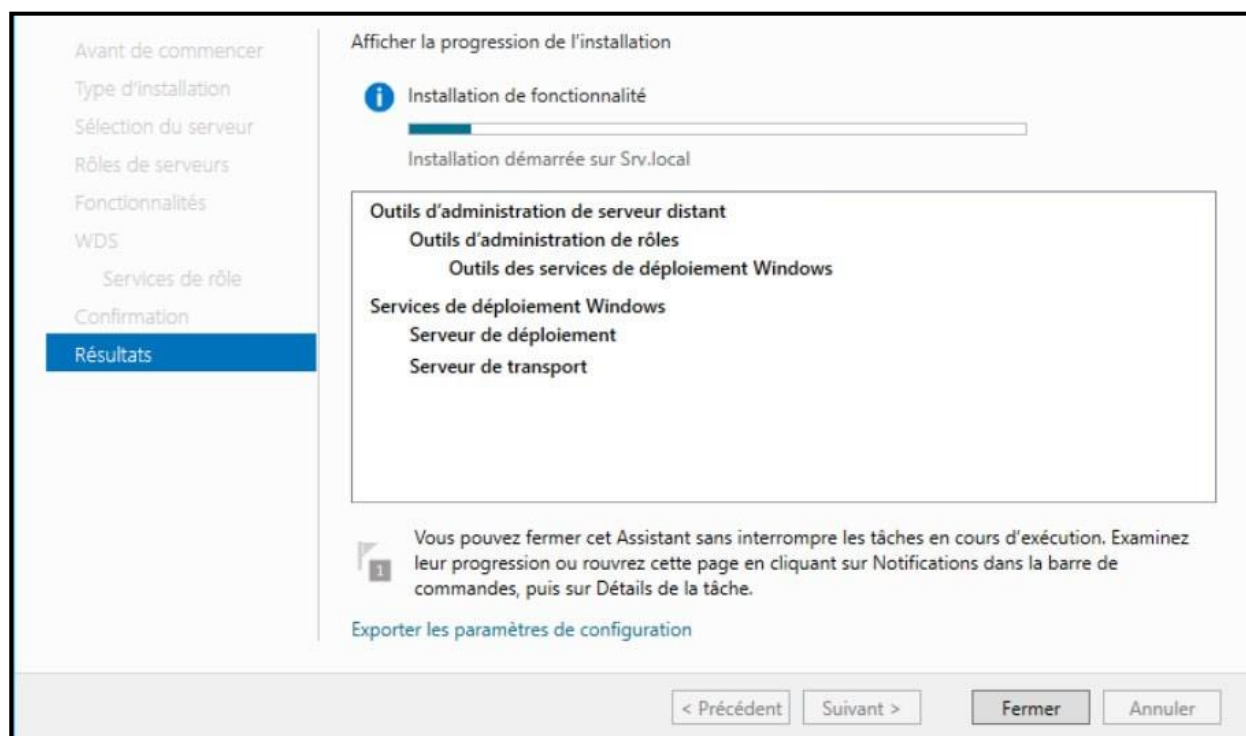 Avant de commencer
Type d'installation
Sélection du serveur
Rôles de serveurs
Fonctionnalités
WDS
Services de rôle
Confirmation
Résultats
Afficher la progression de l'installation
Installation de fonctionnalité
Installation démarrée sur Srv.local
Outils d'administration de serveur distant
Outils d'administration de rôles
Outils des services de déploiement Windows
Services de déploiement Windows
Serveur de déploiement
Serveur de transport
1
Vous pouvez fermer cet Assistant sans interrompre les tâches en cours d'exécution. Examinez
leur progression ou rouvrez cette page en cliquant sur Notifications dans la barre de
commandes, puis sur Détails de la tâche.
Exporter les paramètres de configuration
< Précédent
Suivant >
Fermer
Annuler